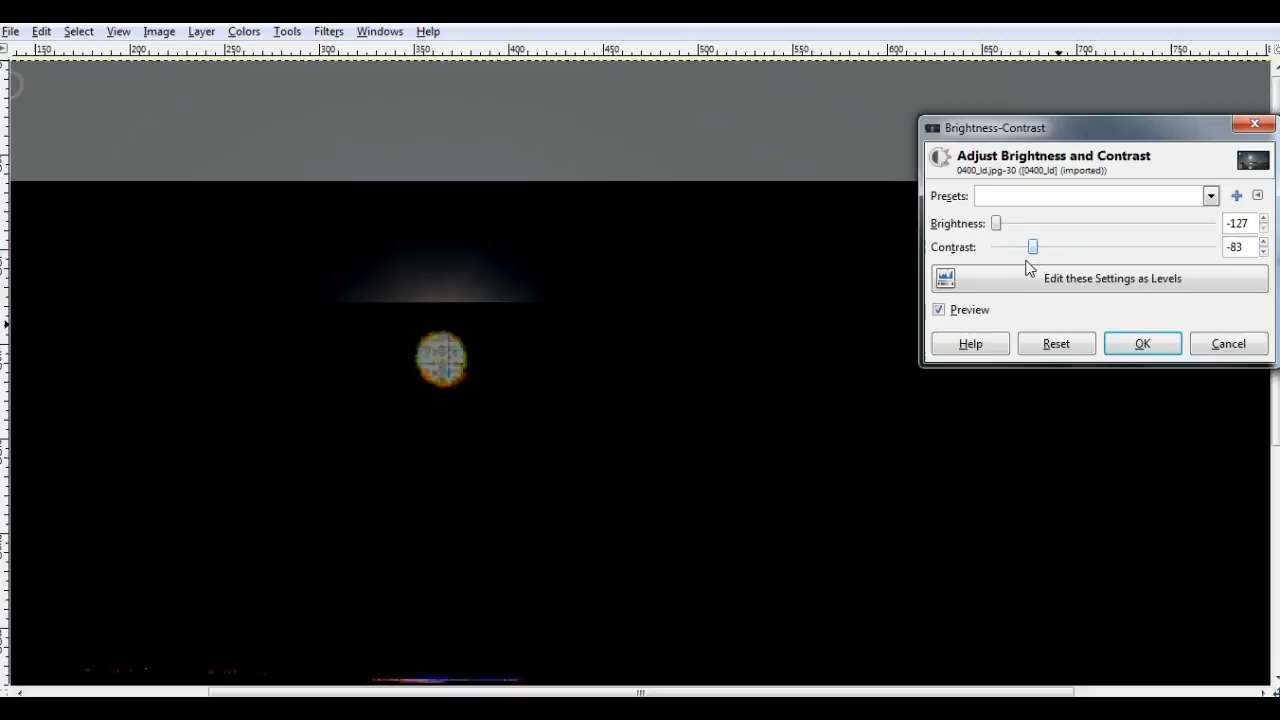 File Edit Select View Image Layer Colors Tools Filters Windows Help
150 200 250 300 350 400 450 500 550 600 650 700 750
Brightness-Contrast
Adjust Brightness and Contrast
0400_ld.jpg-30 ([0400_ld] (imported))
Presets:
Brightness: -127
Contrast: -83
Edit these Settings as Levels
Preview
Help Reset OK Cancel